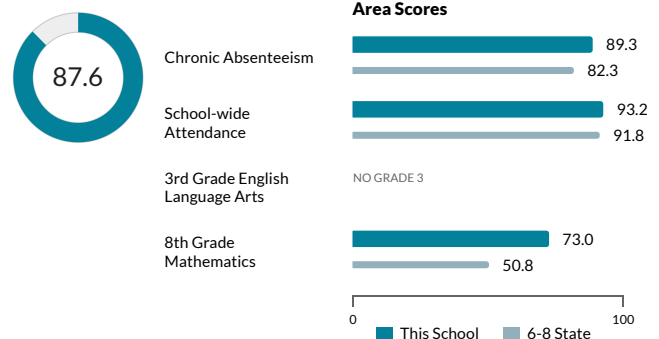 Area Scores
87.6
Chronic Absenteeism
89.3
82.3
School-wide
Attendance
93.2
91.8
3rd Grade English
Language Arts
NO GRADE 3
8th Grade
Mathematics
73.0
50.8
0
100
This School
6-8 State